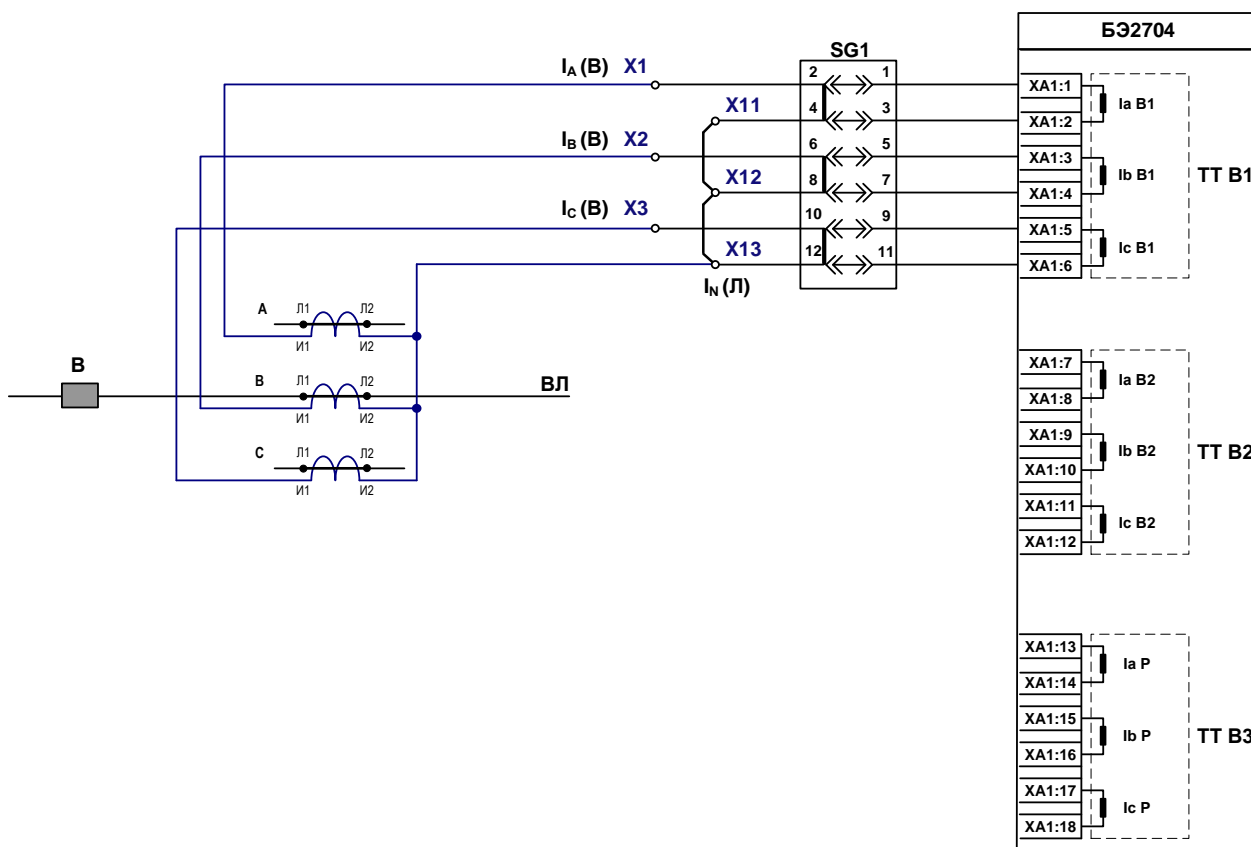 БЭ2704
SG1
IA (В) X1
2 1
XA1:1
Ia B1
X11
4 3
XA1:2
IB (В) X2
6 5
XA1:3
Ib B1
ТТ В1
X12
8 7
XA1:4
IC (В) X3
10 9
XA1:5
Ic B1
X13
12 11
XA1:6
IN (Л)
А Л1 Л2
И1 И2
В
В Л1 Л2
ВЛ
И1 И2
С Л1 Л2
И1 И2
XA1:7
Ia B2
XA1:8
XA1:9
Ib B2
ТТ В2
XA1:10
XA1:11
Ic B2
XA1:12
XA1:13
Ia P
XA1:14
XA1:15
Ib P
ТТ В3
XA1:16
XA1:17
Ic P
XA1:18